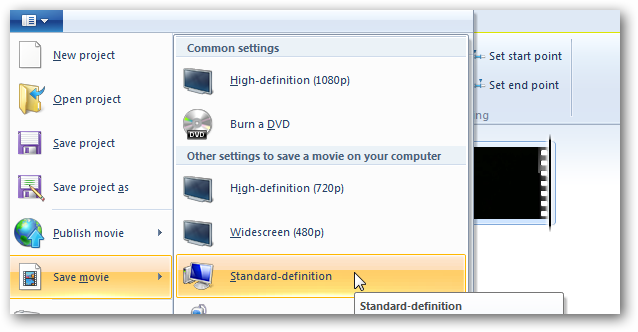 New project
Open project
Save project
Save project as
Publish movie
Save movie
Common settings
High-definition (1080p)
Burn a DVD
DVD
Other settings to save a movie on your computer
High-definition (720p)
Widescreen (480p)
Standard-definition
Standard-definition
Set start point
Set end point